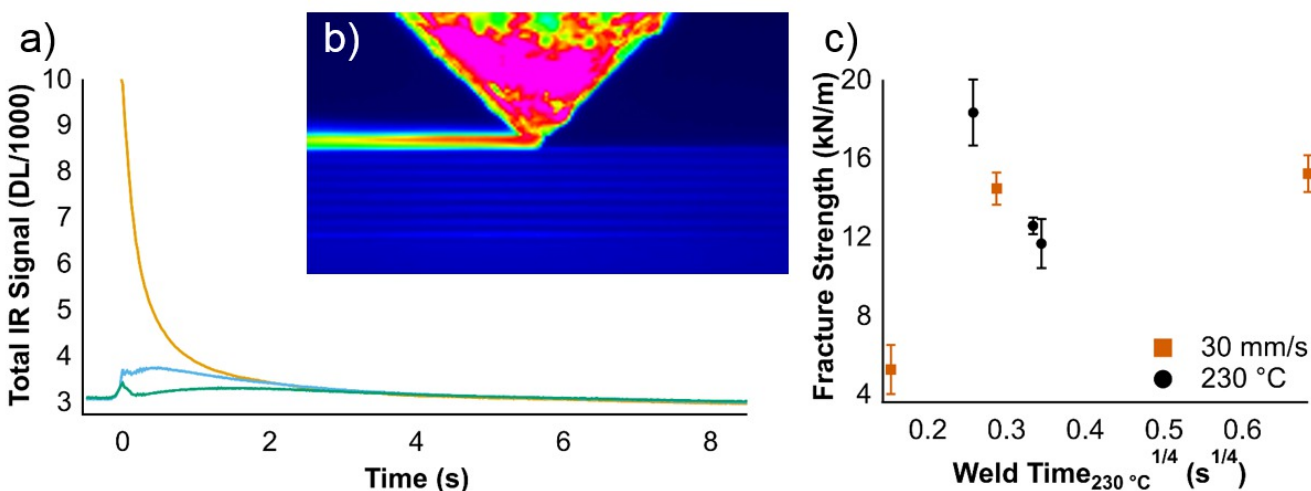 a)
Total IR Signal (DL/1000)
10
9
8
7
6
5
4
3
0
2
4
6
8
Time (s)
b)
c)
Fracture Strength (kN/m)
20
16
12
8
4
30 mm/s
230 °C
0.2
0.3
0.4
0.5
0.6
Weld Time230 °C 1/4 (s1/4)